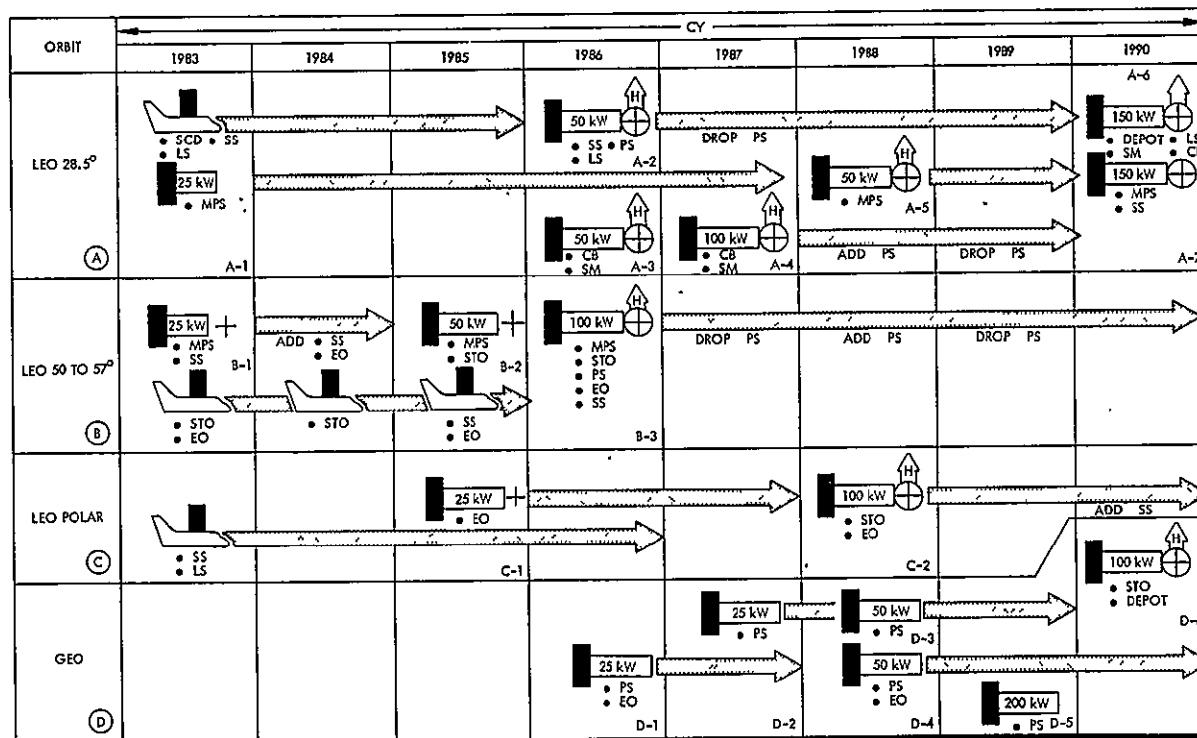 CY
ORBIT 1983 1984 1985 1986 1987 1988 1989 1990
LEO 28.5°
A
• SCD • SS
• LS
25 kW
• MPS
A-1
H
50 kW
• SS • PS
• LS
A-2
DROP PS
H
50 kW
• CB
• SM
A-3
H
100 kW
• CB
• SM
A-4
H
50 kW
• MPS
A-5
ADD PS
DROP PS
A-6
150 kW
• DEPOT • LS
• SM
150 kW
• MPS
• SS
LEO 50 TO 57°
B
25 kW
• MPS
• SS
B-1
ADD • SS
• EO
50 kW
• MPS
• STO
B-2
• STO
• EO
• STO
• SS
• EO
H
100 kW
• MPS
• STO
• PS
• EO
• SS
B-3
DROP PS
ADD PS
DROP PS
LEO POLAR
C
• SS
• LS
25 kW
• EO
C-1
H
100 kW
• STO
• EO
C-2
ADD SS
GEO
D
25 kW
• PS
• EO
D-1
25 kW
• PS
D-2
50 kW
• PS
D-3
50 kW
• PS
• EO
D-4
200 kW
• PS
D-5
H
100 kW
• STO
• DEPOT